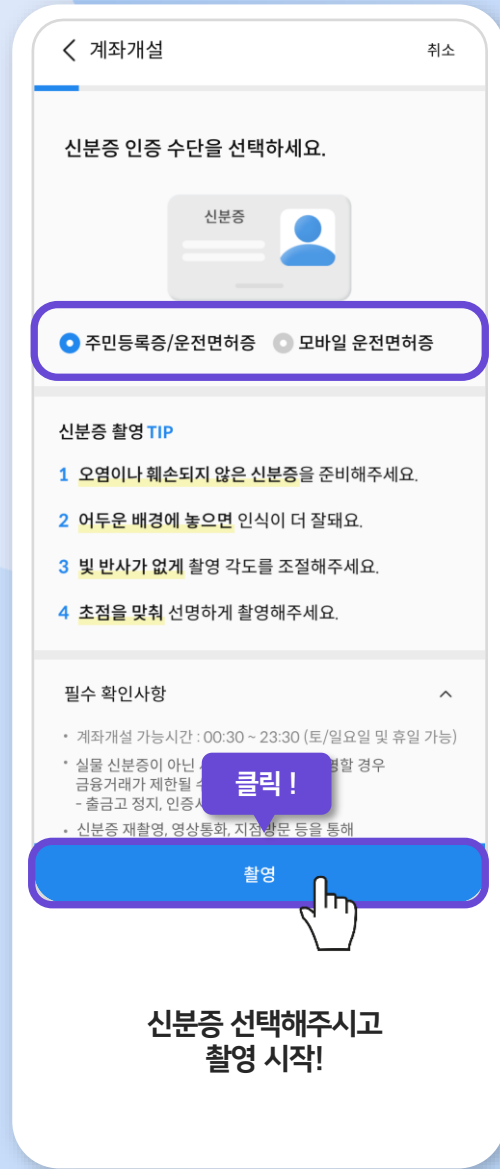 계좌개설
취소
신분증 인증 수단을 선택하세요.
신분증
주민등록증/운전면허증
모바일 운전면허증
신분증 촬영 TIP
1 오염이나 훼손되지 않은 신분증을 준비해주세요.
2 어두운 배경에 놓으면 인식이 더 잘돼요.
3 빛 반사가 없게 촬영 각도를 조절해주세요.
4 초점을 맞춰 선명하게 촬영해주세요.
필수 확인사항
• 계좌개설 가능시간 : 00:30 ~ 23:30 (토/일요일 및 휴일 가능)
• 실물 신분증이 아닌 경우
금융거래가 제한될
- 출금고 정지,
클릭 !
• 신분증 재촬영, 영상통화, 지점방문 등을 통해
촬영
신분증 선택해주시고
촬영 시작!